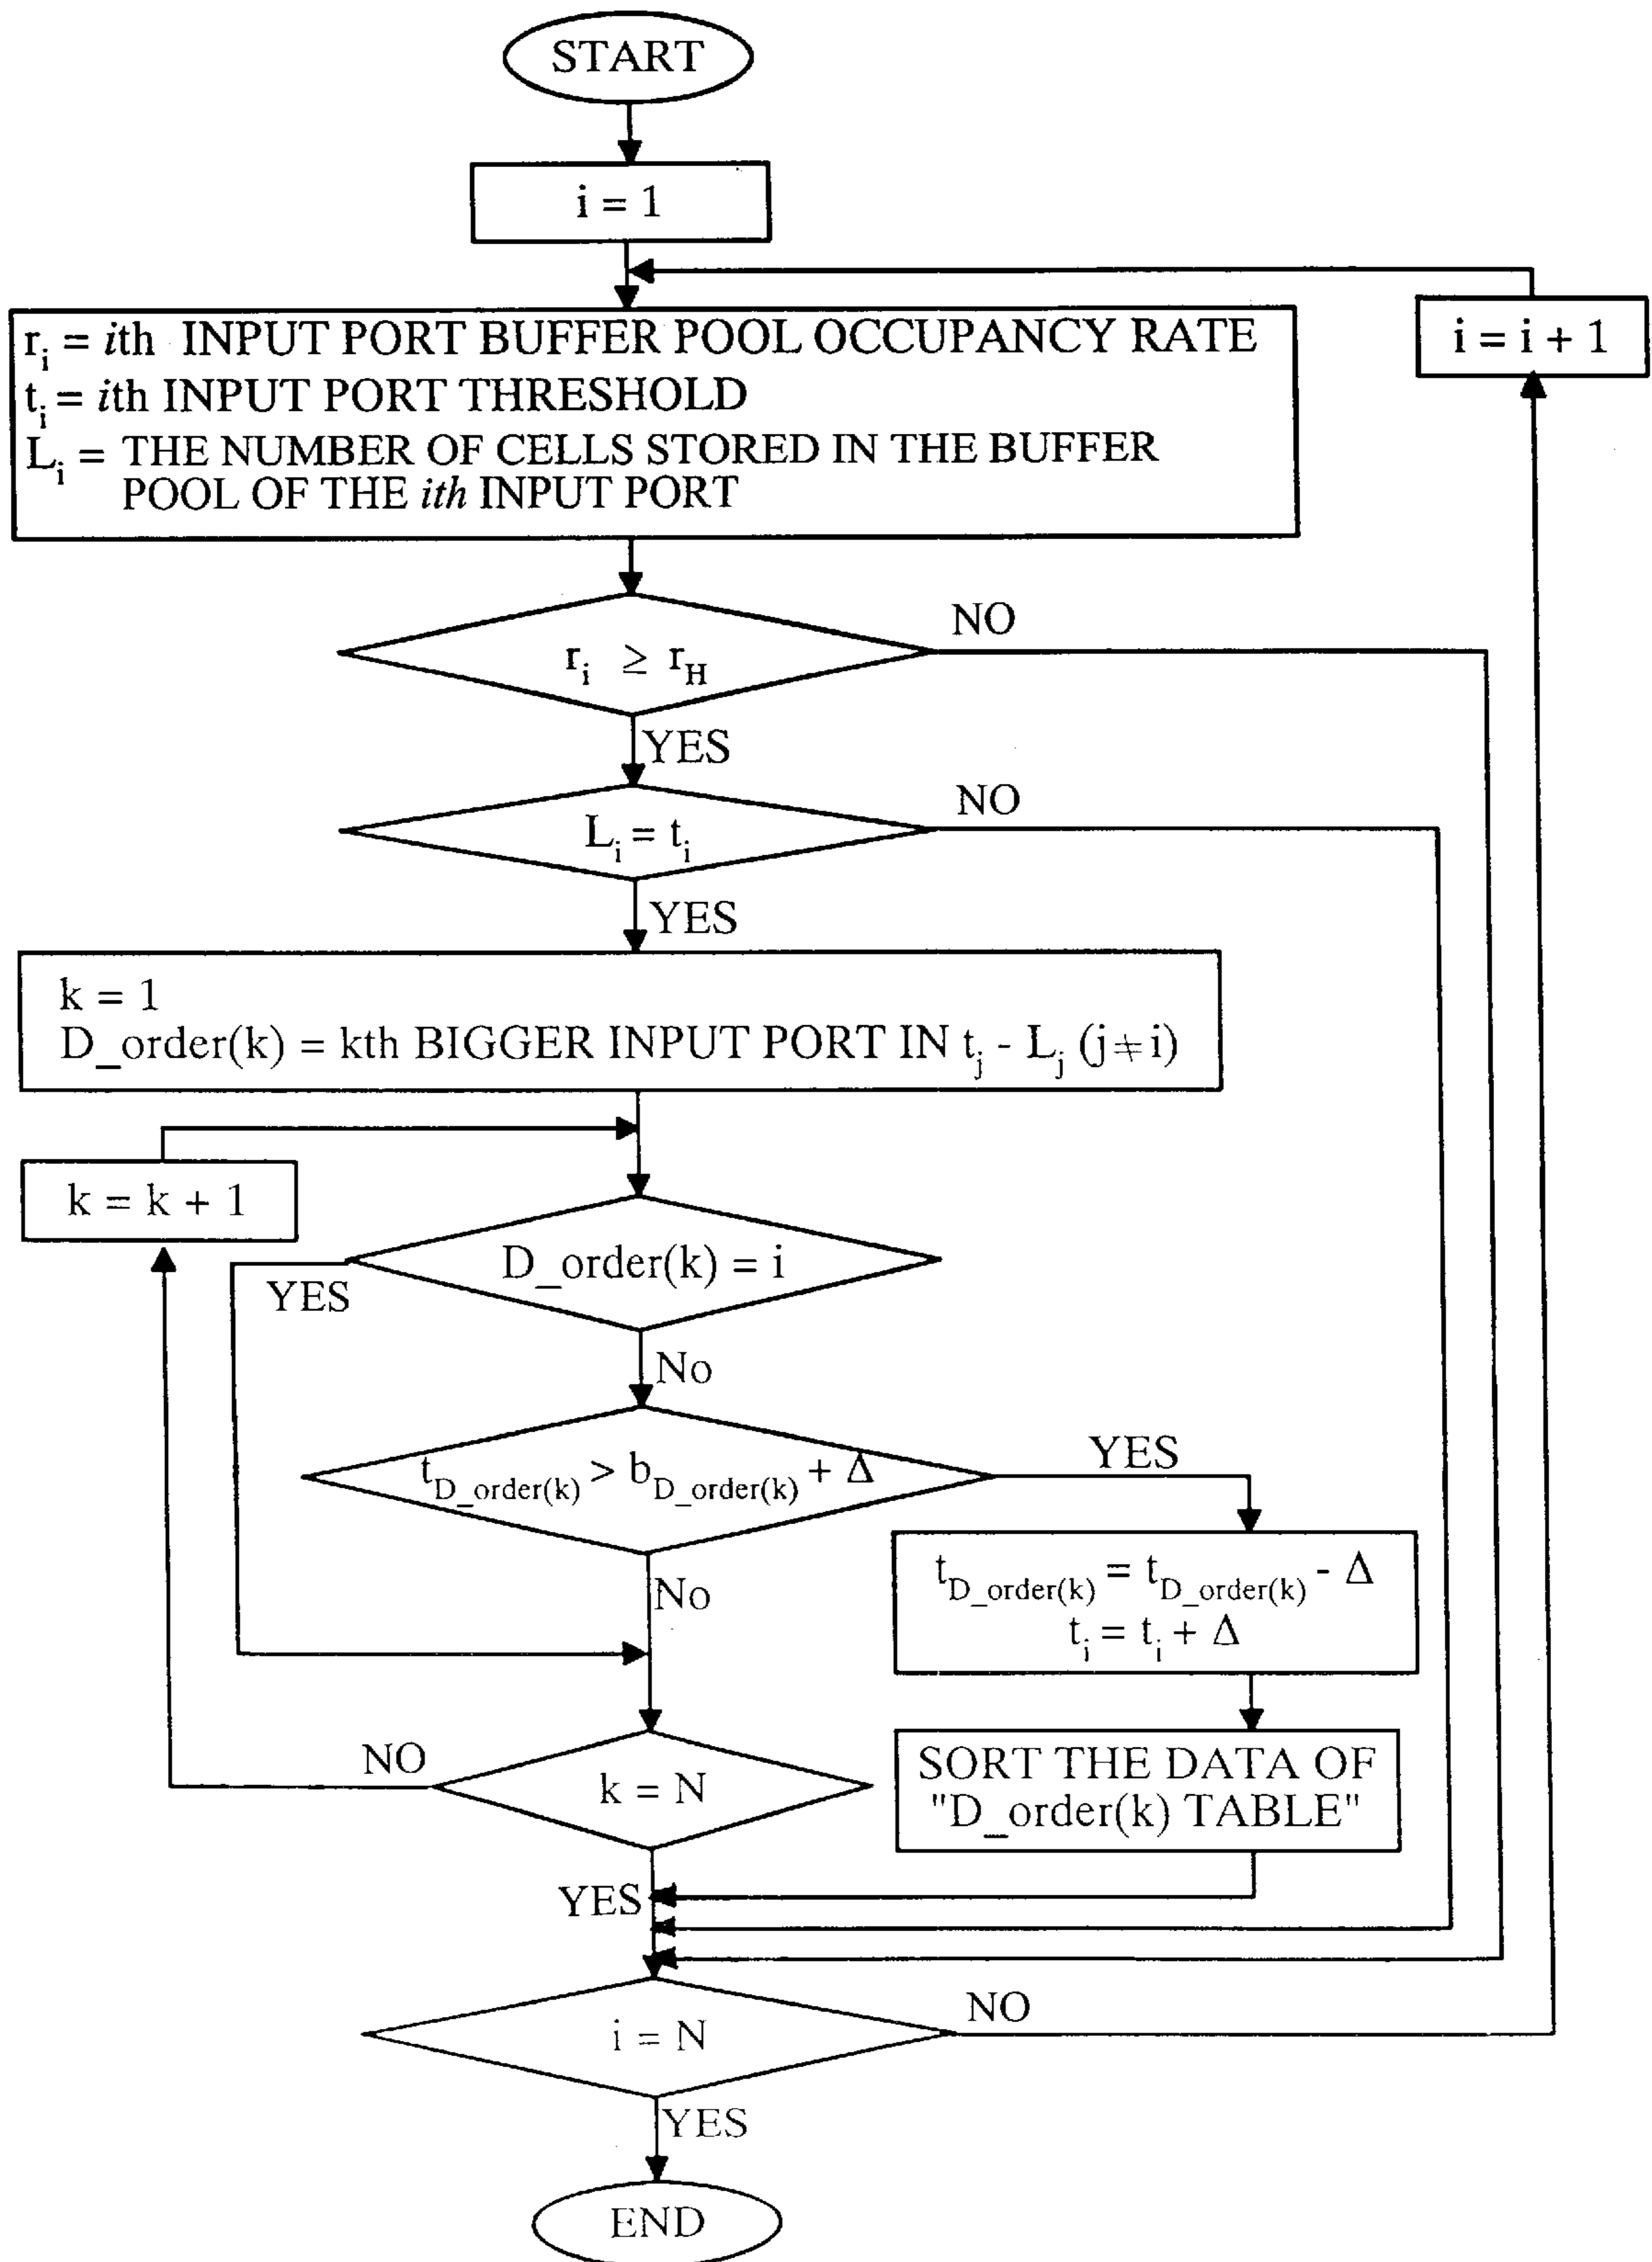 START
i = 1
r_i = ith INPUT PORT BUFFER POOL OCCUPANCY RATE
t_i = ith INPUT PORT THRESHOLD
L_i = THE NUMBER OF CELLS STORED IN THE BUFFER
POOL OF THE ith INPUT PORT
i = i + 1
r_i ≥ r_H
NO
YES
L_i = t_i
NO
YES
k = 1
D_order(k) = kth BIGGER INPUT PORT IN t_j - L_j (j≠i)
k = k + 1
D_order(k) = i
YES
No
t_D_order(k) > b_D_order(k) + Δ
YES
No
t_D_order(k) = t_D_order(k) - Δ
t_i = t_i + Δ
k = N
NO
YES
SORT THE DATA OF
"D_order(k) TABLE"
i = N
NO
YES
END